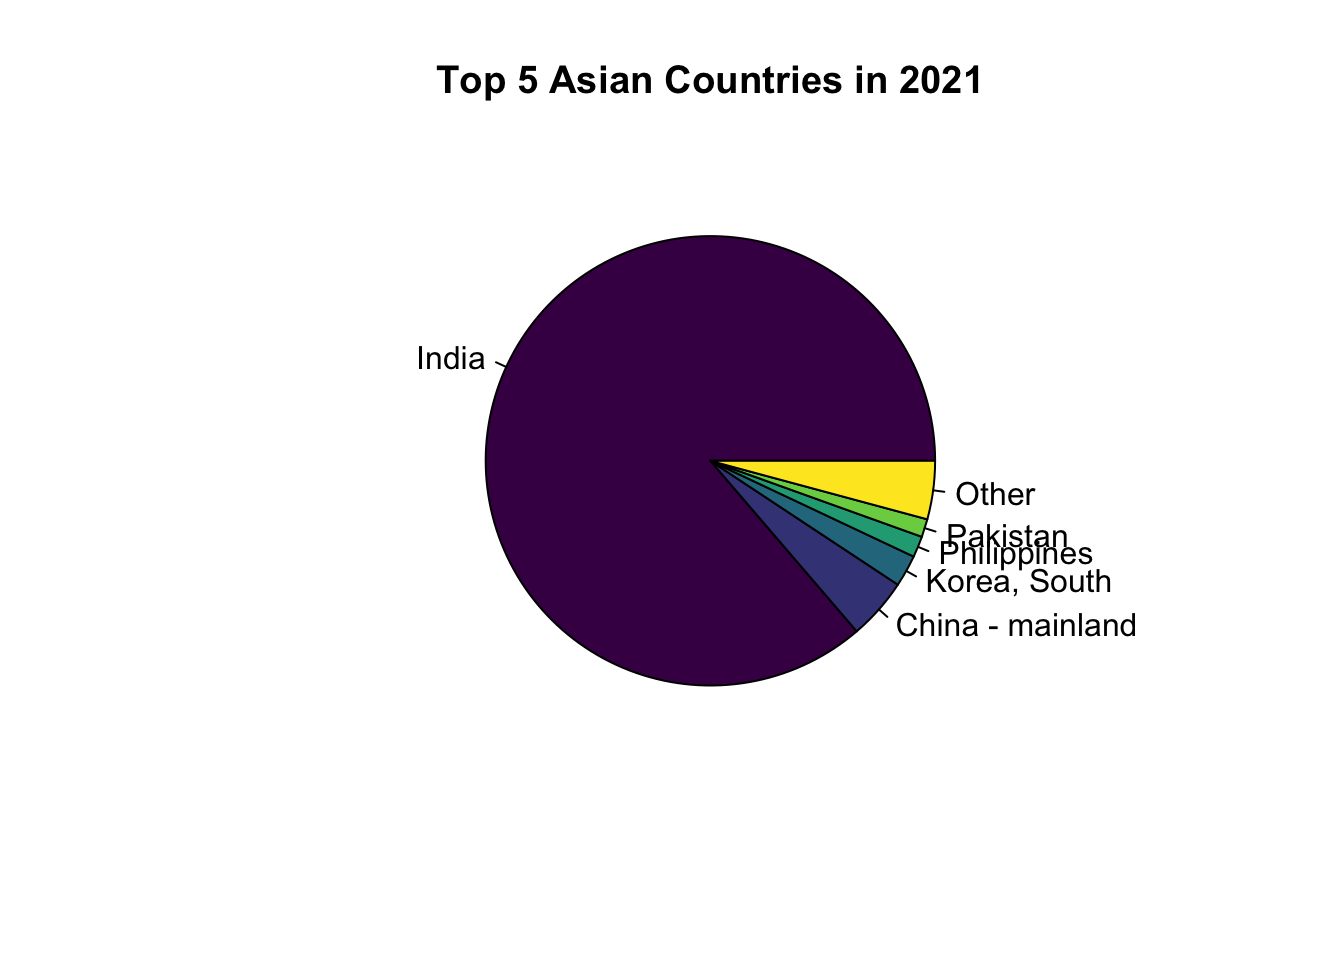 Top 5 Asian Countries in 2021
India
Other
Pakistan
Philippines
Korea, South
China - mainland